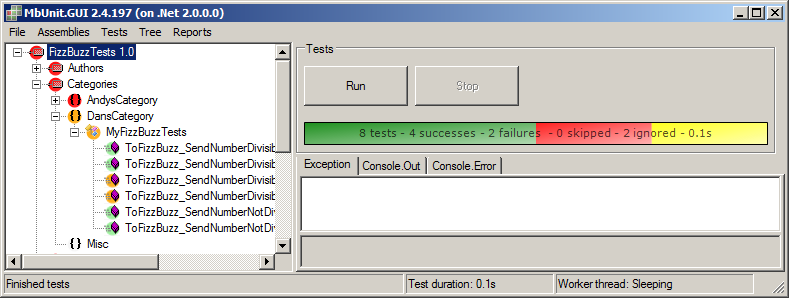 MbUnit.GUI 2.4.197 (on .Net 2.0.0.0)
File Assemblies Tests Tree Reports
FizzBuzzTests 1.0
Authors
Categories
AndysCategory
DansCategory
MyFizzBuzzTests
ToFizzBuzz_SendNumberDivisib
ToFizzBuzz_SendNumberDivisib
ToFizzBuzz_SendNumberDivisib
ToFizzBuzz_SendNumberNotDiv
ToFizzBuzz_SendNumberNotDiv
Misc
Tests
Run Stop
8 tests - 4 successes - 2 failures - 0 skipped - 2 ignored - 0.1s
Exception Console.Out Console.Error
Finished tests Test duration: 0.1s Worker thread: Sleeping